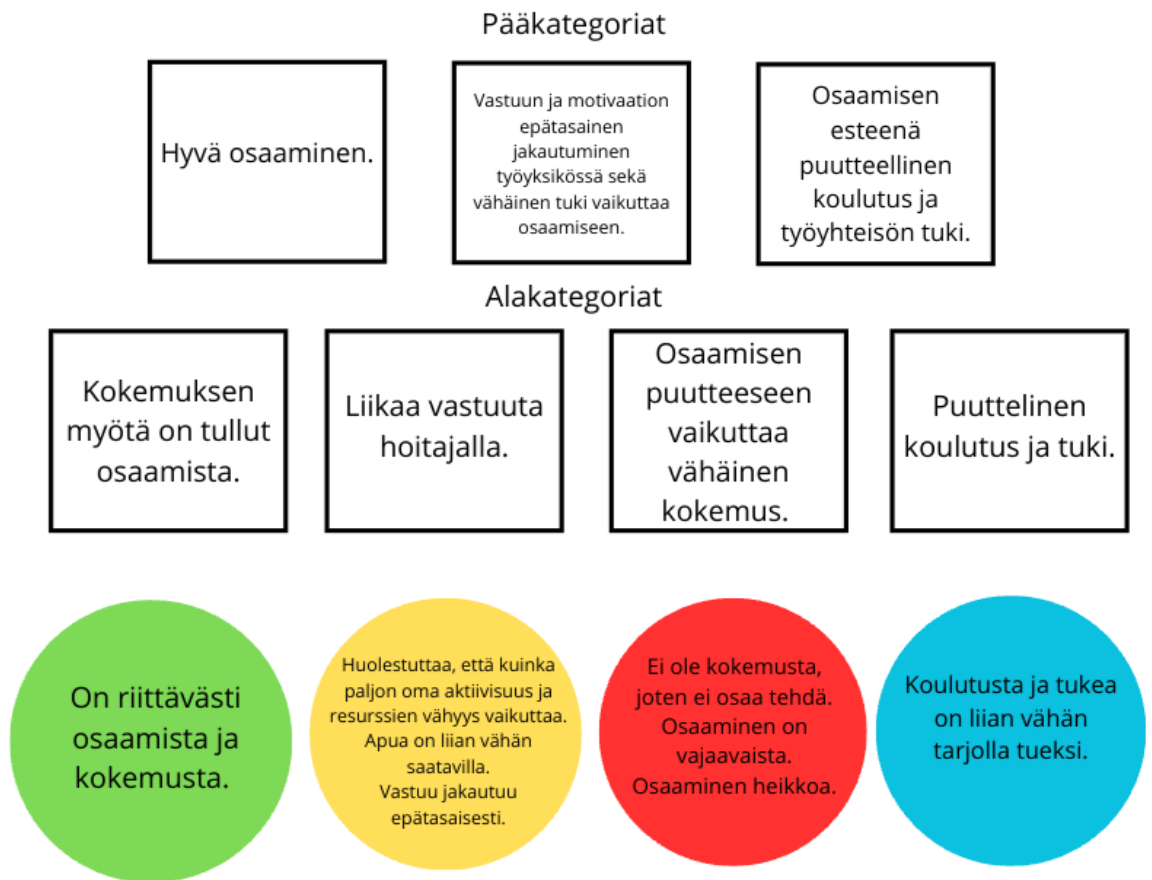 Pääkategoriat
Hyvä osaaminen.
Vastuun ja motivaation
epätasainen
jakautuminen
työyksikössä sekä
vähäinen tuki vaikuttaa
osaamiseen.
Osaamisen
esteenä
puutteellinen
koulutus ja
työyhteisön tuki.
Alakategoriat
Kokemuksen
myötä on tullut
osaamista.
Liikaa vastuuta
hoitajalla.
Osaamisen
puutteeseen
vaikuttaa
vähäinen
kokemus.
Puuttelinen
koulutus ja tuki.
On riittävästi
osaamista ja
kokemusta.
Huolestuttaa, että kuinka
paljon oma aktiivisuus ja
resurssien vähyys vaikuttaa.
Apua on liian vähän
saatavilla.
Vastuu jakautuu
epätasaisesti.
Ei ole kokemusta,
joten ei osaa tehdä.
Osaaminen on
vajaavaista.
Osaaminen heikkoa.
Koulutusta ja tukea
on liian vähän
tarjolla tueksi.